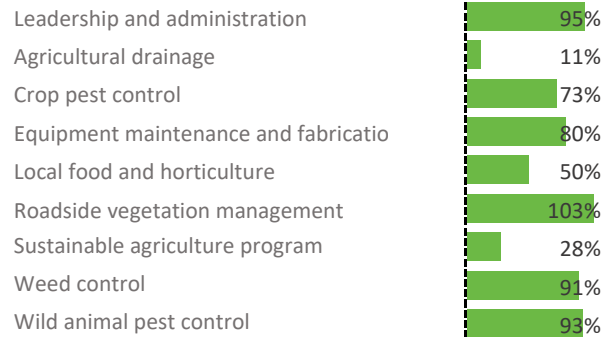 Leadership and administration 95%
Agricultural drainage 11%
Crop pest control 73%
Equipment maintenance and fabricatio 80%
Local food and horticulture 50%
Roadside vegetation management 103%
Sustainable agriculture program 28%
Weed control 91%
Wild animal pest control 93%